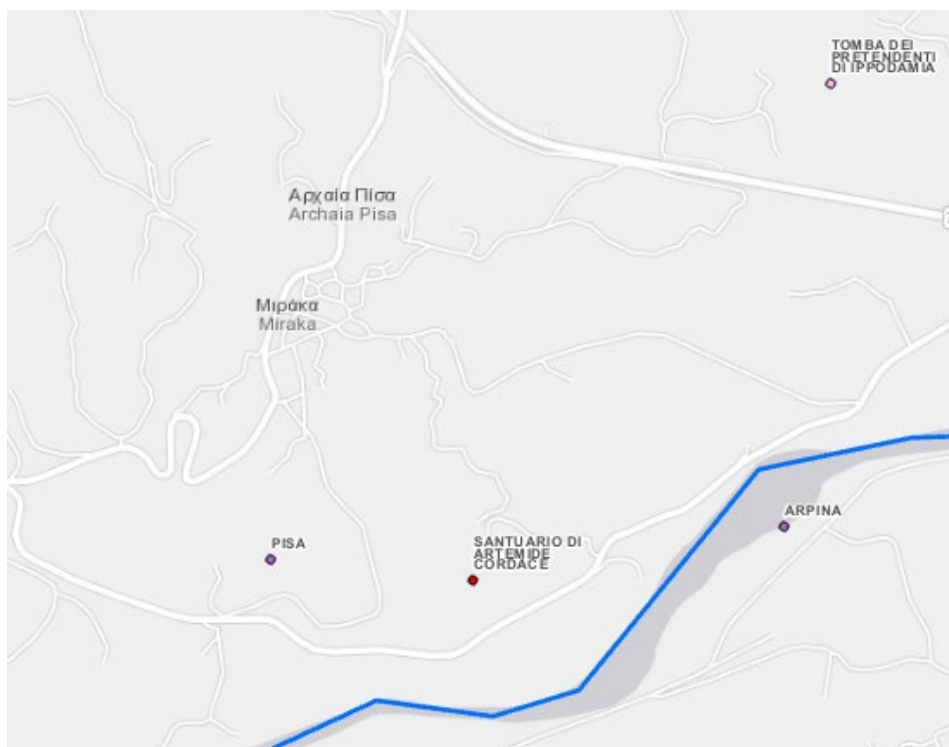 TOMBA DEI
PRETENDENTI
DI IPPODAMIA
Αρχαία Πίσα
Archaia Pisa
Μιράκα
Miraka
ARPINA
PISA
SANTUARIO DI
ARTEMIDE
CORDACE